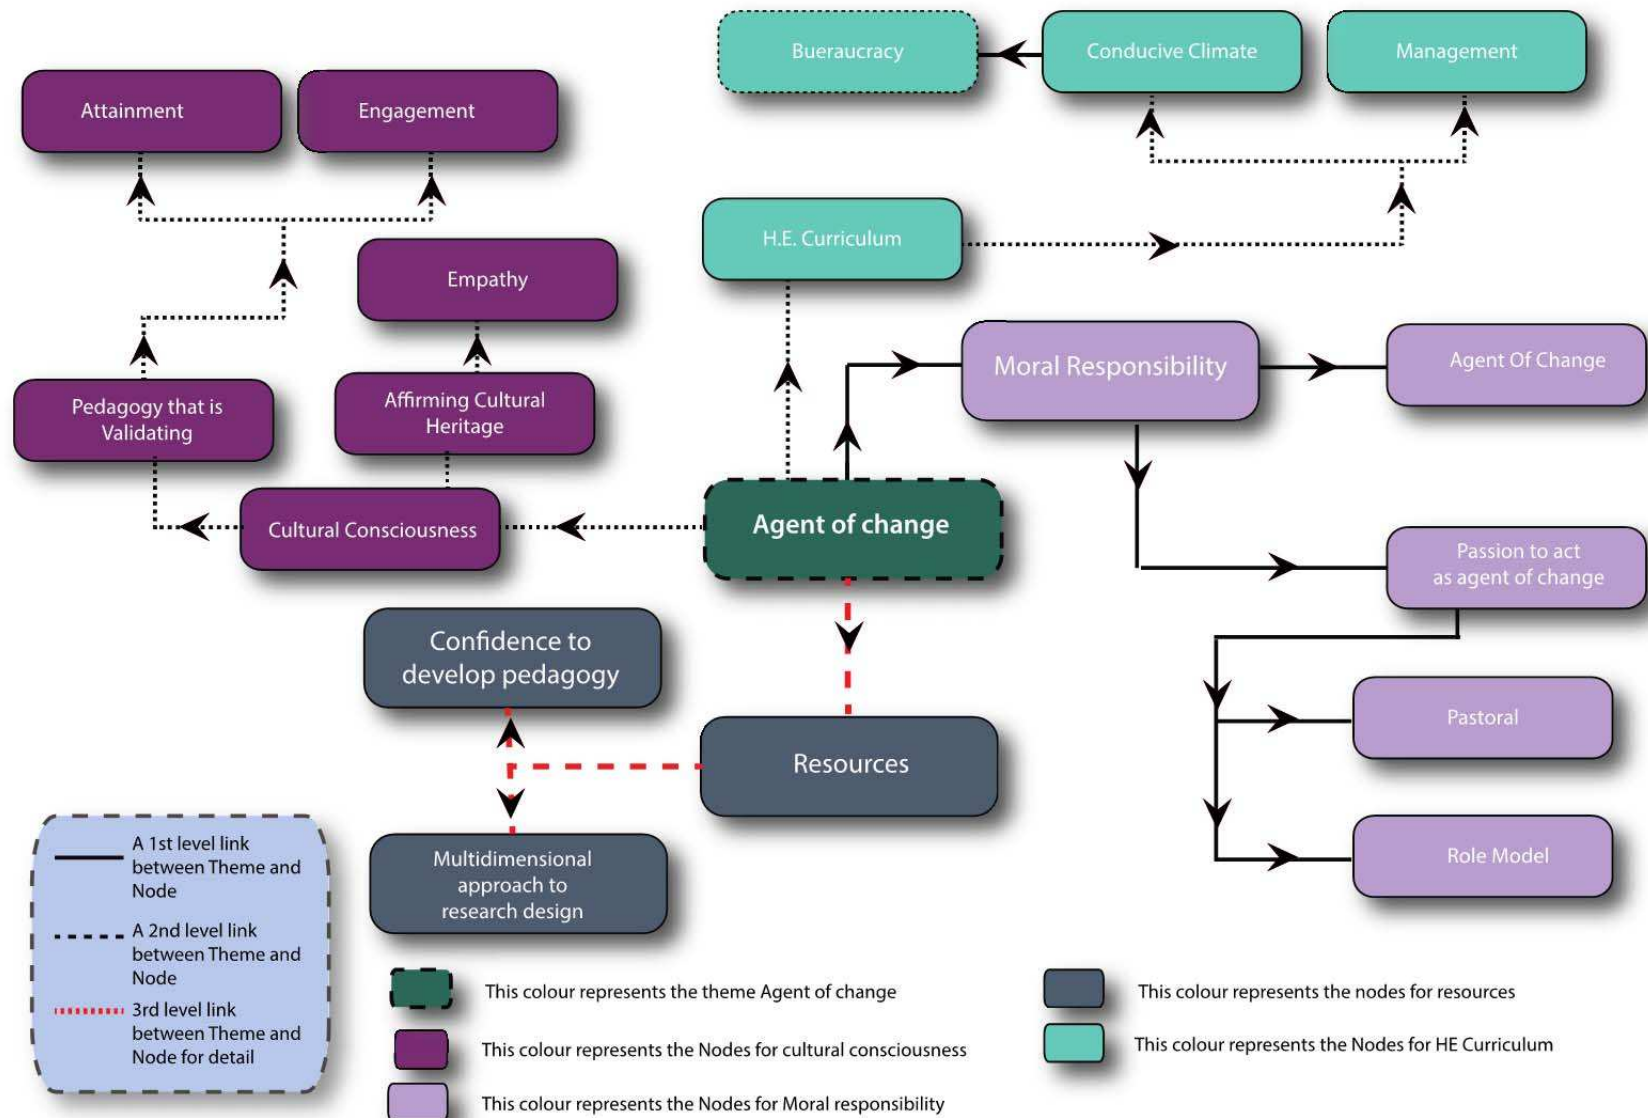 Bueraucracy
Conducive Climate
Management
Attainment
Engagement
H.E. Curriculum
Empathy
Moral Responsibility
Agent Of Change
Pedagogy that is
Validating
Affirming Cultural
Heritage
Cultural Consciousness
Agent of change
Passion to act
as agent of change
Confidence to
develop pedagogy
Resources
Pastoral
Multidimensional
approach to
research design
Role Model
A 1st level link
between Theme and
Node
A 2nd level link
between Theme and
Node
3rd level link
between Theme and
Node for detail
This colour represents the theme Agent of change
This colour represents the Nodes for cultural consciousness
This colour represents the Nodes for Moral responsibility
This colour represents the nodes for resources
This colour represents the Nodes for HE Curriculum